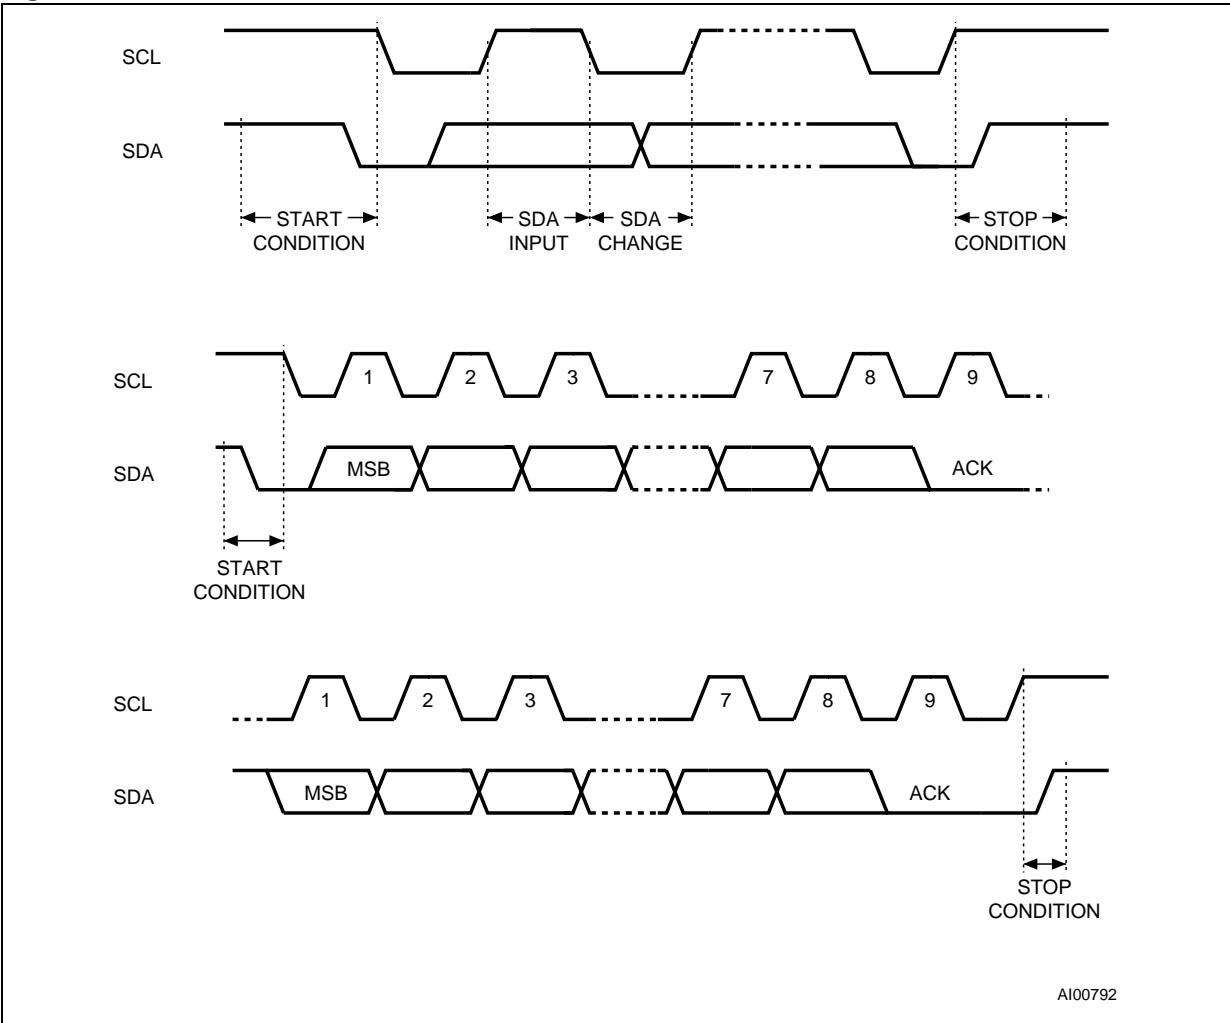 SCL
SDA
START CONDITION
SDA INPUT
SDA CHANGE
STOP CONDITION
SCL
1 2 3 7 8 9
SDA
MSB ACK
START CONDITION
SCL
1 2 3 7 8 9
SDA
MSB ACK
STOP CONDITION
AI00792